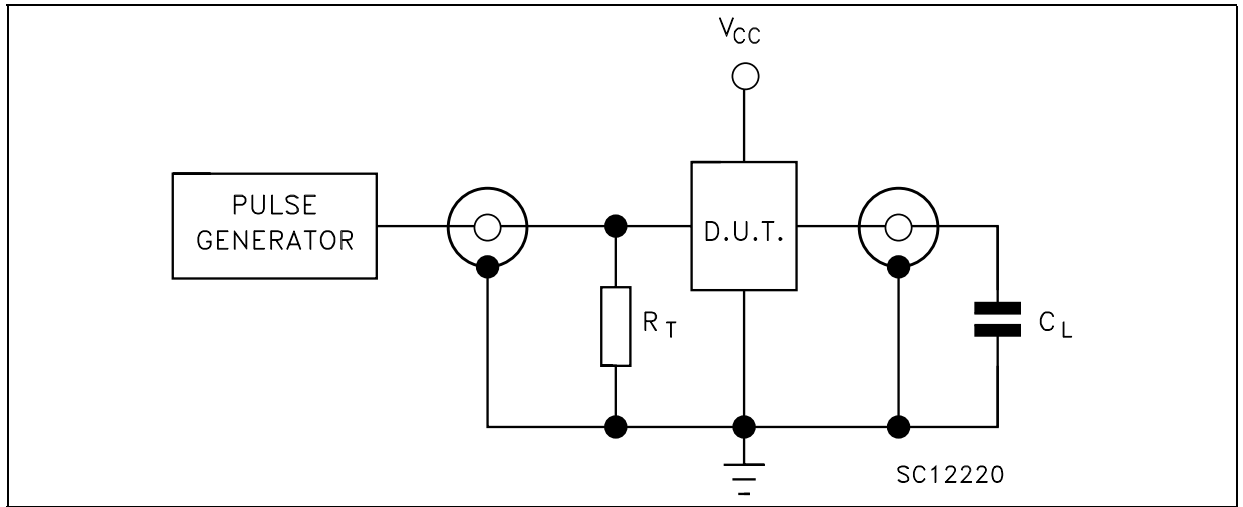 VCC
PULSE
GENERATOR
D.U.T.
RT
CL
SC12220